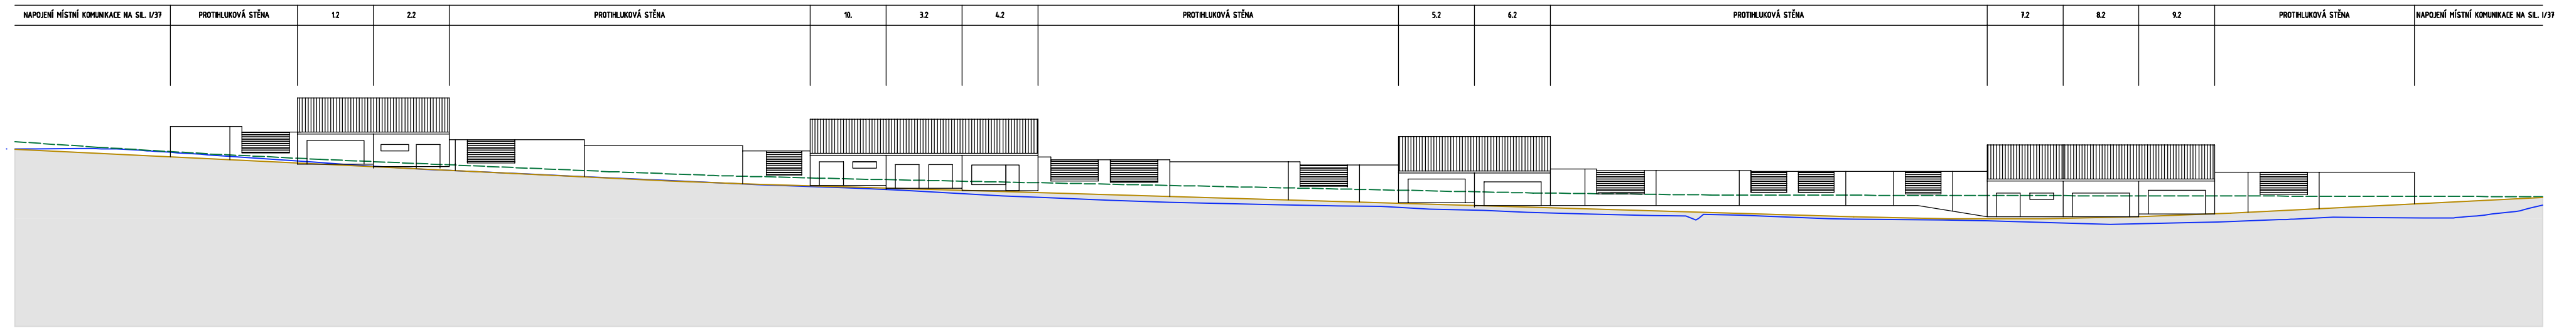 NAPOJENÍ MÍSTNÍ KOMUNIKACE NA SIL. I/37
PROTIHLUKOVÁ STĚNA
1.2
2.2
PROTIHLUKOVÁ STĚNA
10.
3.2
4.2
PROTIHLUKOVÁ STĚNA
5.2
6.2
PROTIHLUKOVÁ STĚNA
7.2
8.2
9.2
PROTIHLUKOVÁ STĚNA
NAPOJENÍ MÍSTNÍ KOMUNIKACE NA SIL. I/37